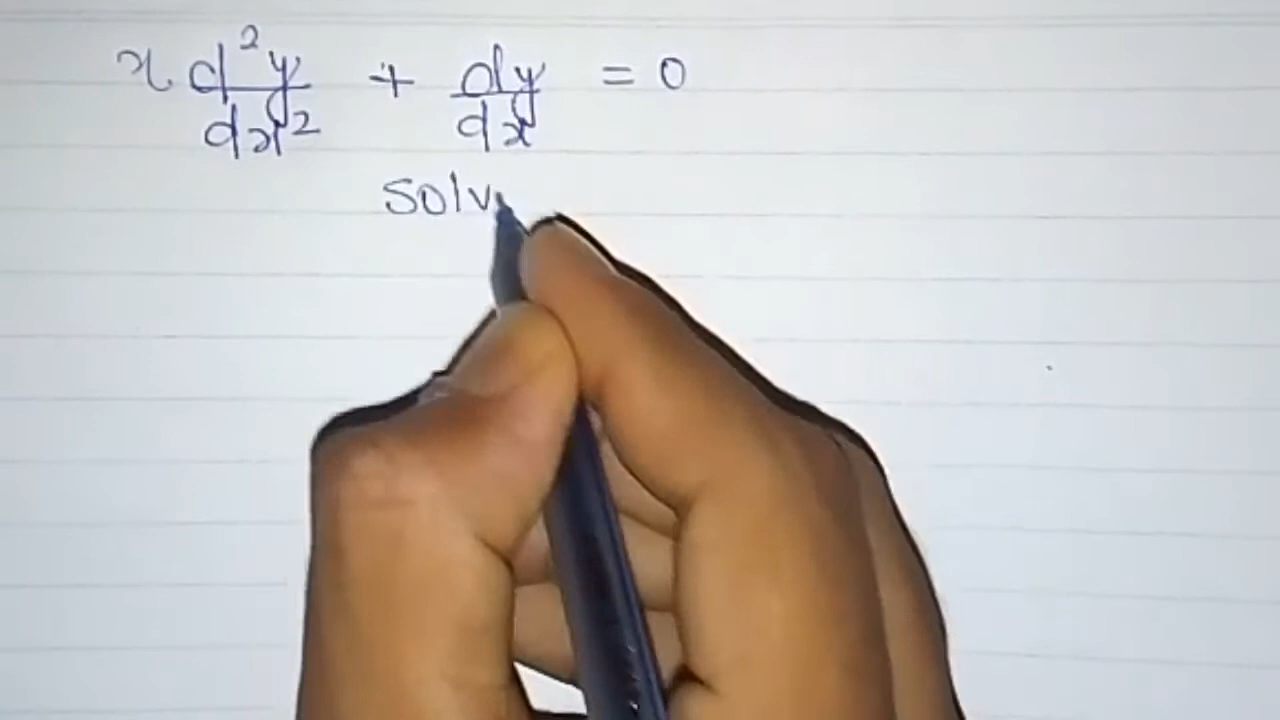 x d²y/dx² + dy/dx = 0
Solv